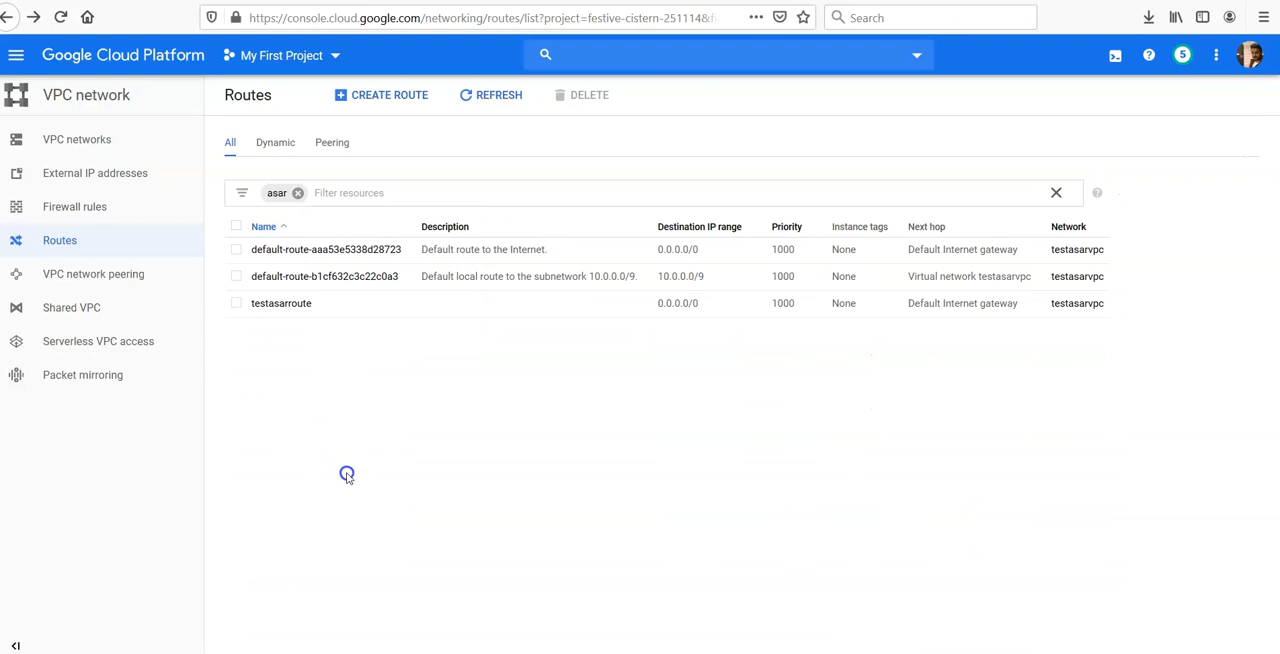 https://console.cloud.google.com/networking/routes/list?project=festive-cistern-251114&fi
Search
Google Cloud Platform My First Project
5
VPC network
Routes CREATE ROUTE REFRESH DELETE
VPC networks
External IP addresses
Firewall rules
Routes
VPC network peering
Shared VPC
Serverless VPC access
Packet mirroring
All Dynamic Peering
asar Filter resources
Name Description Destination IP range Priority Instance tags Next hop Network
default-route-aaa53e5338d28723 Default route to the Internet. 0.0.0.0/0 1000 None Default Internet gateway testasarvpc
default-route-b1cf632c3c22c0a3 Default local route to the subnetwork 10.0.0.0/9. 10.0.0.0/9 1000 None Virtual network testasarvpc testasarvpc
testasarroute 0.0.0.0/0 1000 None Default Internet gateway testasarvpc